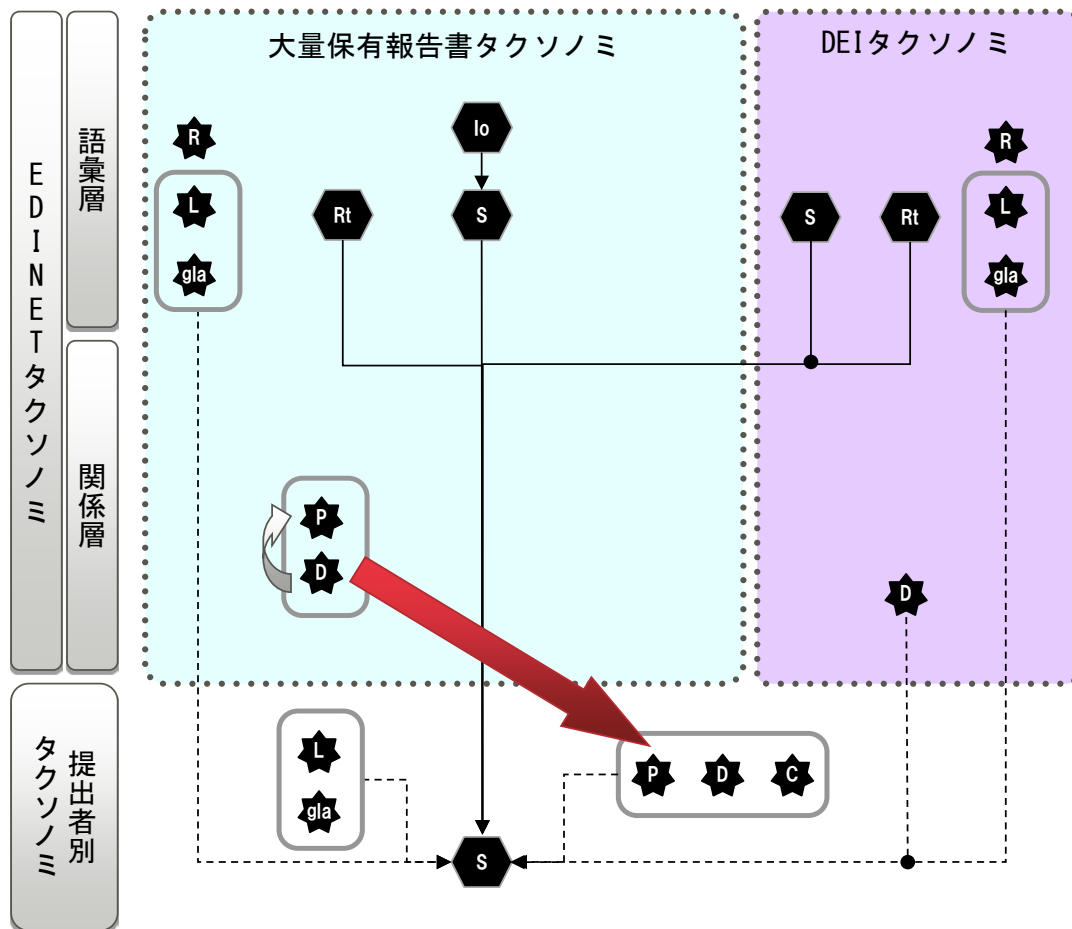 大量保有報告書タクソノミ
DEIタクソノミ
EDINETタクソノミ
語彙層
関係層
提出者別
タクソノミ
R
L
gla
Rt
Io
S
S
Rt
R
L
gla
P
D
D
L
gla
P D C
S